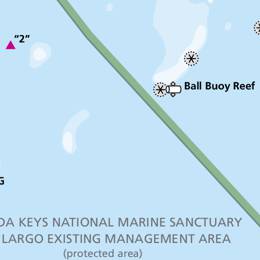 "2"
Ball Buoy Reef
G
DA KEYS NATIONAL MARINE SANCTUARY
LARGO EXISTING MANAGEMENT AREA
(protected area)